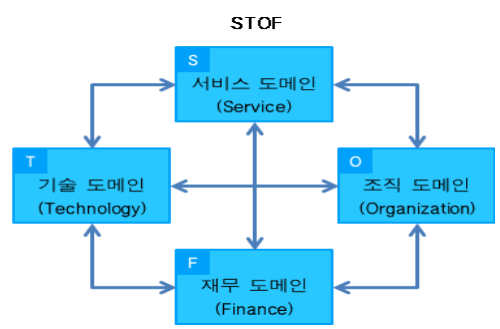 STOF
S
서비스 도메인
(Service)
T
기술 도메인
(Technology)
O
조직 도메인
(Organization)
F
재무 도메인
(Finance)